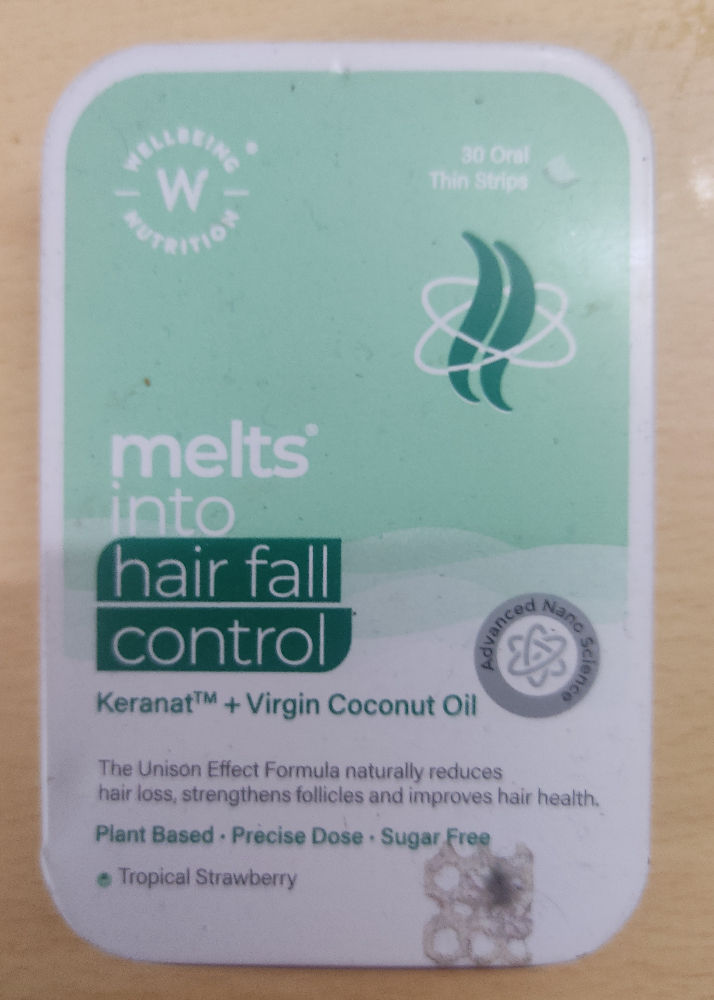 WELLBEING
W
NUTRITION
®
30 Oral
Thin Strips
melts®
into
hair fall
control
Advanced Nano Science
Keranat™ + Virgin Coconut Oil
The Unison Effect Formula naturally reduces
hair loss, strengthens follicles and improves hair health.
Plant Based · Precise Dose · Sugar Free
Tropical Strawberry